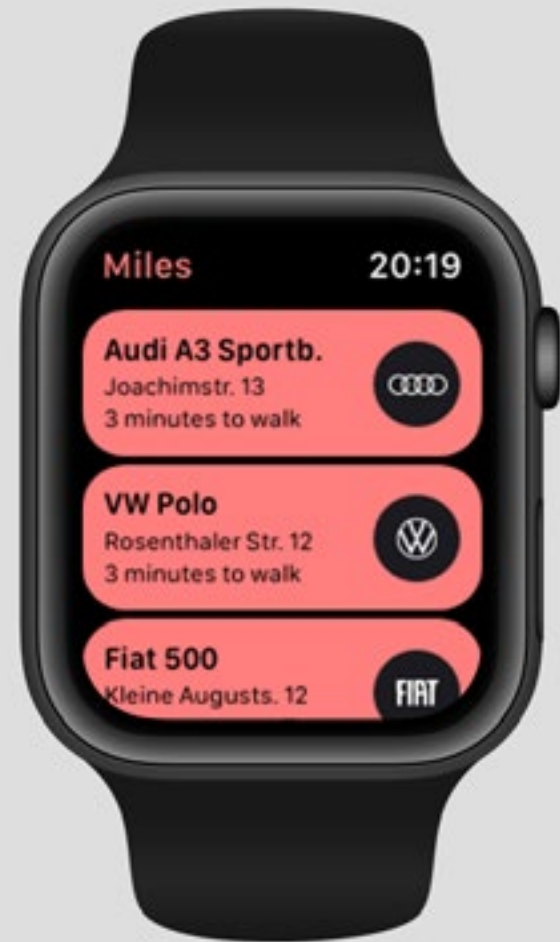 Miles
20:19
Audi A3 Sportb.
Joachimstr. 13
3 minutes to walk
VW Polo
Rosenthaler Str. 12
3 minutes to walk
Fiat 500
Kleine Augusts. 12
FIAT